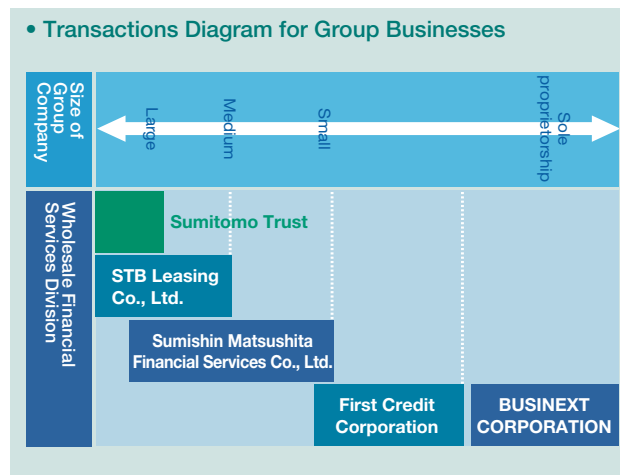 • Transactions Diagram for Group Businesses
Size of
Group
Company
Large
Medium
Small
Sole
proprietorship
Wholesale Financial
Services Division
Sumitomo Trust
STB Leasing
Co., Ltd.
Sumishin Matsushita
Financial Services Co., Ltd.
First Credit
Corporation
BUSINEXT
CORPORATION